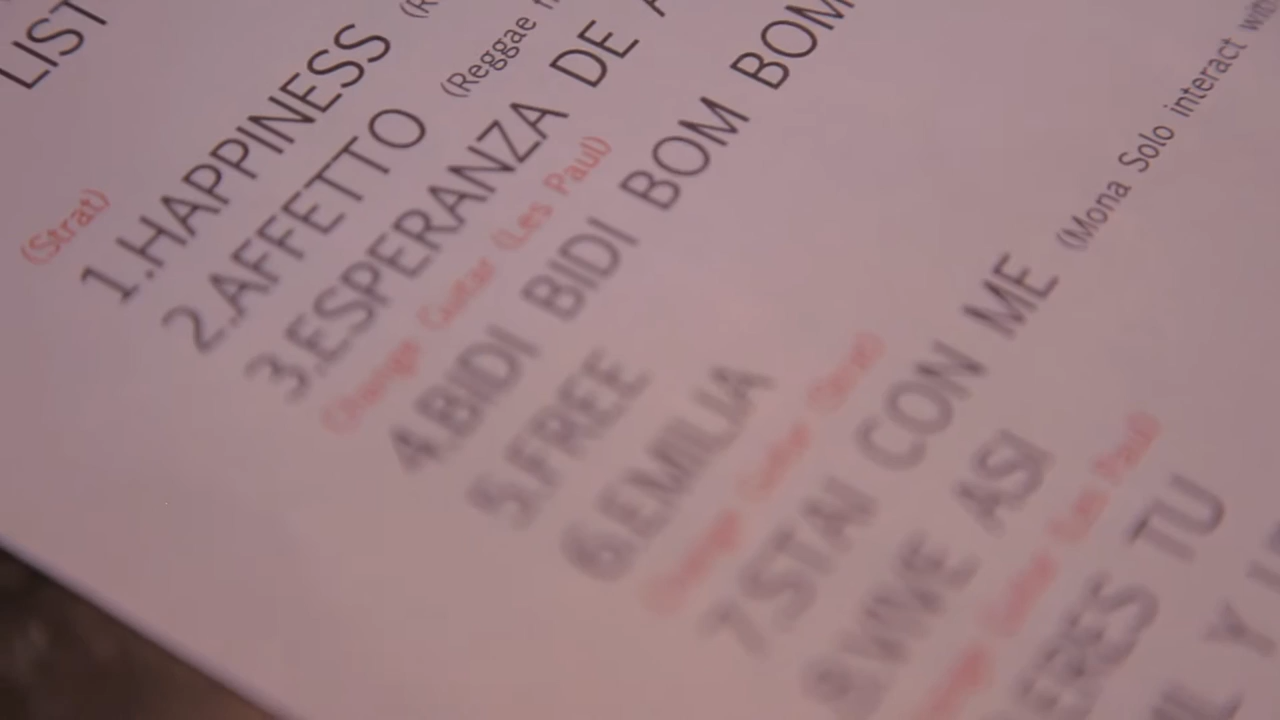 LIST
(Strat)
1.HAPPINESS (R
2.AFFETTO (Reggae
3.ESPERANZA DE A
Change Guitar (Les Paul)
4.BIDI BIDI BOM BOM
5.FREE
6.EMILIA
Change Guitar (Strat)
7.STAI CON ME (Mona Solo interact with
8.VIVE ASI
Change Guitar Les Paul)
ERES TU
Y